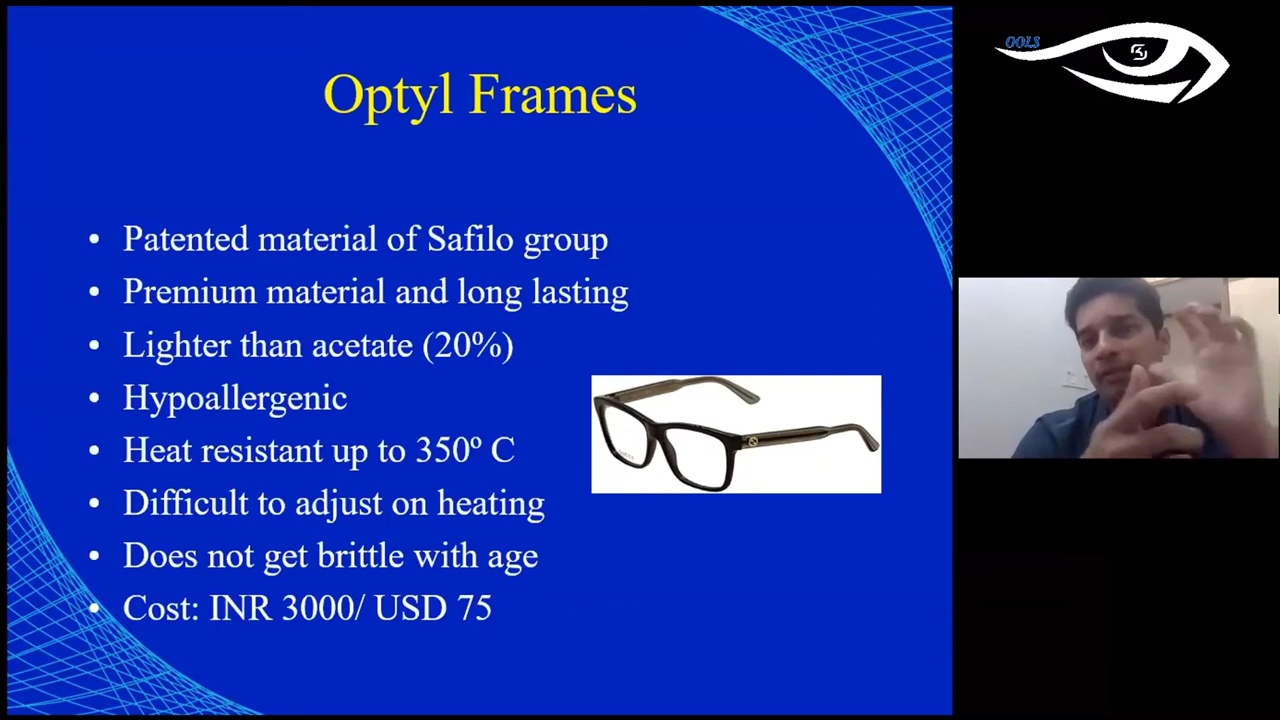 Optyl Frames
• Patented material of Safilo group
• Premium material and long lasting
• Lighter than acetate (20%)
• Hypoallergenic
• Heat resistant up to 350º C
• Difficult to adjust on heating
• Does not get brittle with age
• Cost: INR 3000/ USD 75
OOLS